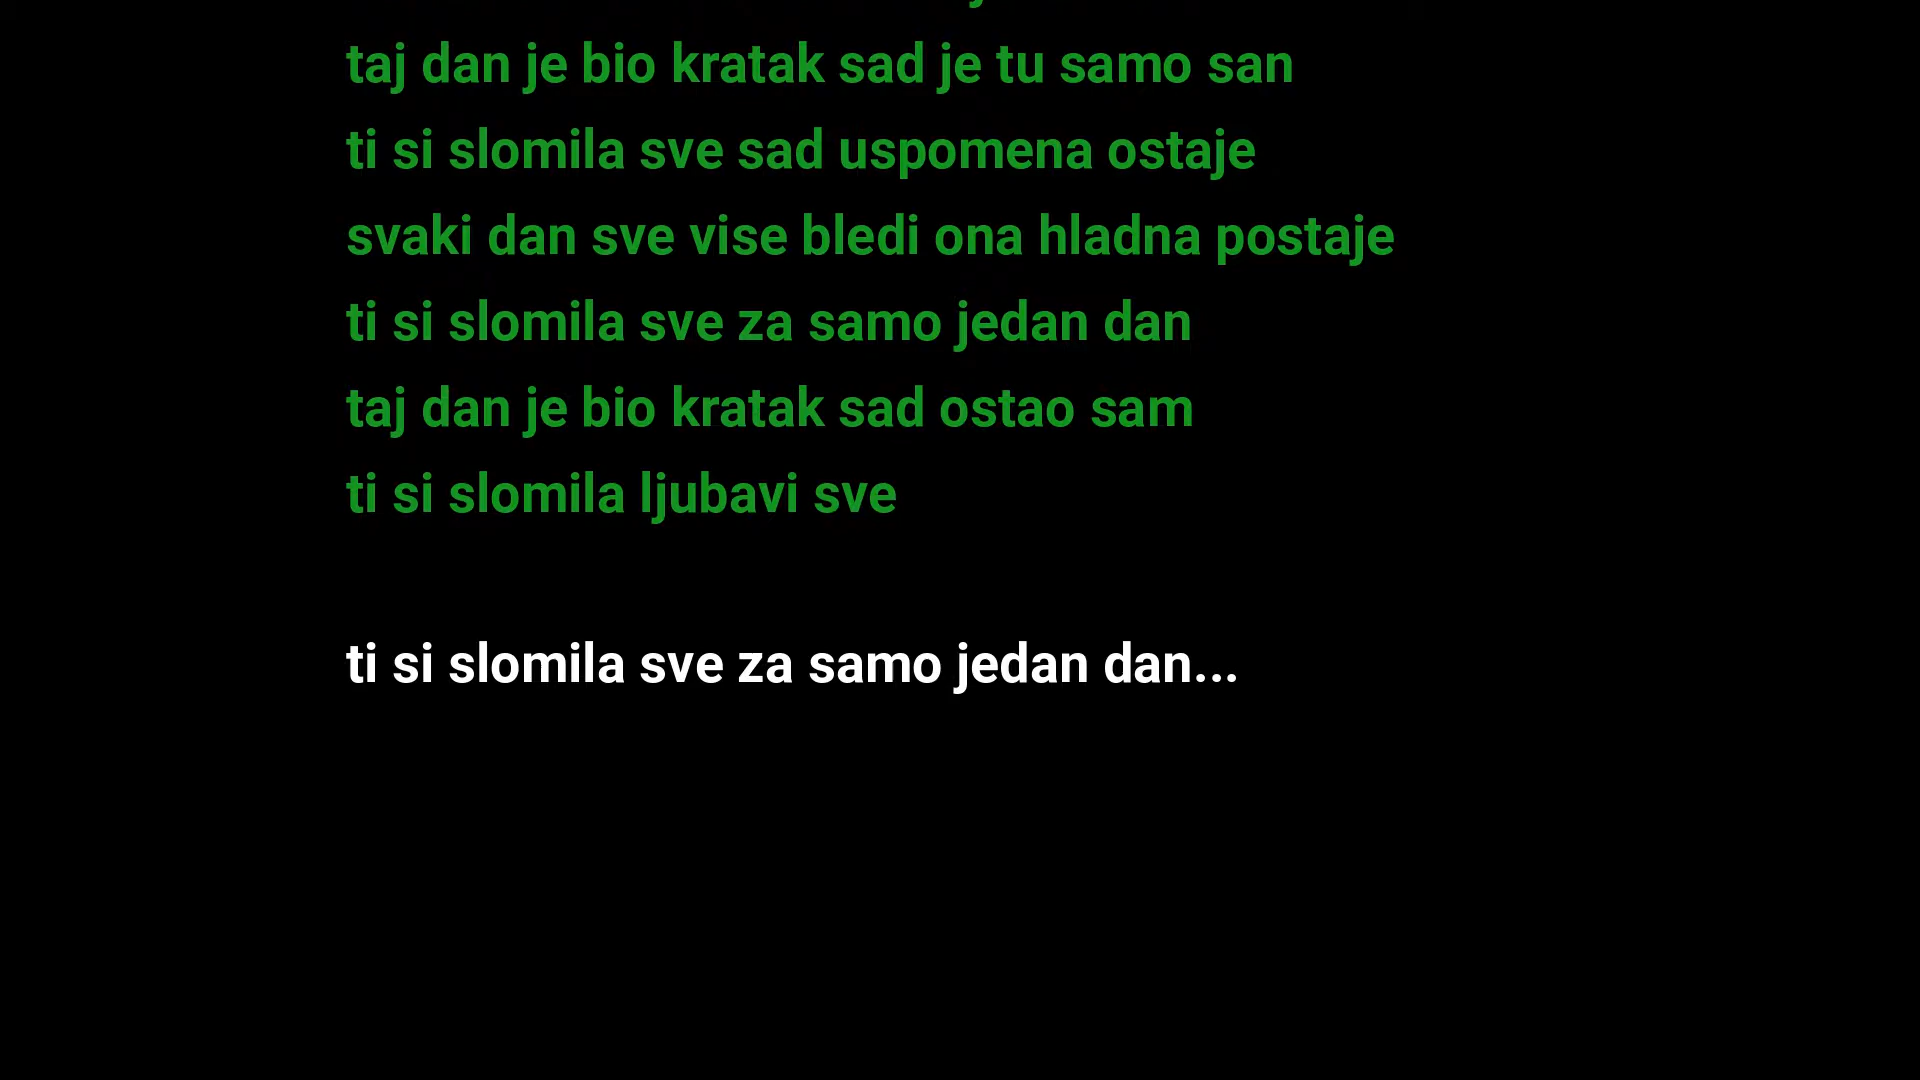 taj dan je bio kratak sad je tu samo san
ti si slomila sve sad uspomena ostaje
svaki dan sve vise bledi ona hladna postaje
ti si slomila sve za samo jedan dan
taj dan je bio kratak sad ostao sam
ti si slomila ljubavi sve
ti si slomila sve za samo jedan dan...